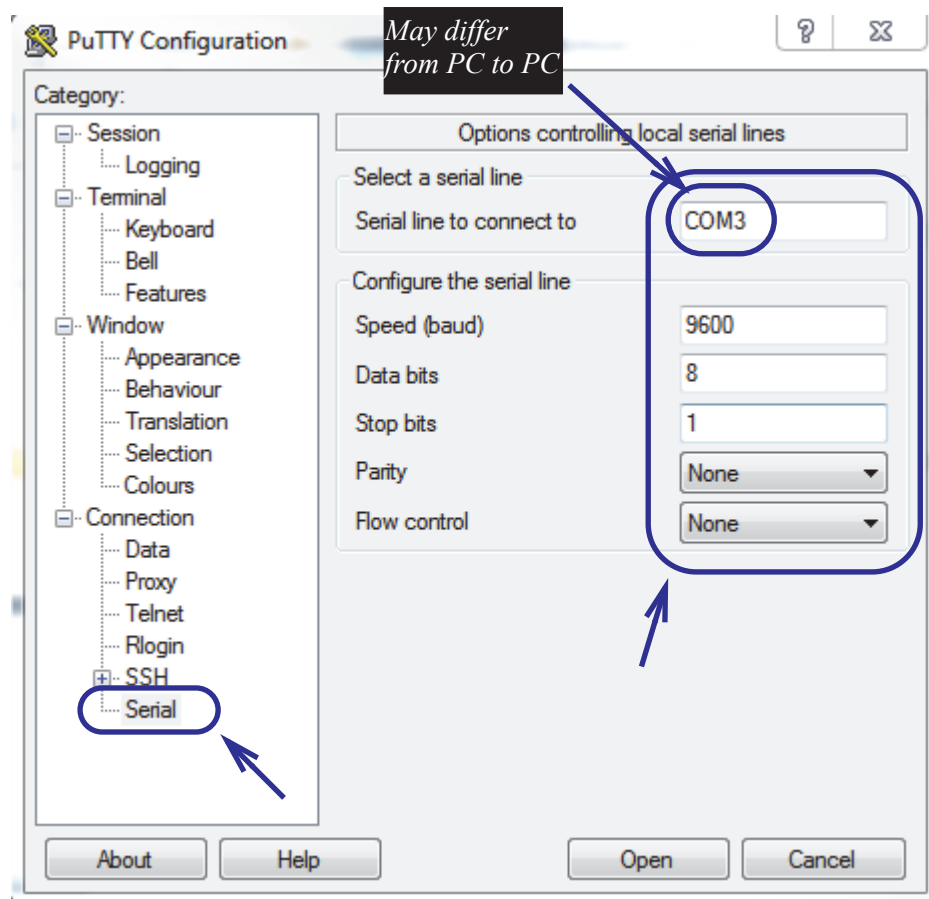 PuTTY Configuration
May differ
from PC to PC
Category:
Session
Logging
Terminal
Keyboard
Bell
Features
Window
Appearance
Behaviour
Translation
Selection
Colours
Connection
Data
Proxy
Telnet
Rlogin
SSH
Serial
Options controlling local serial lines
Select a serial line
Serial line to connect to COM3
Configure the serial line
Speed (baud) 9600
Data bits 8
Stop bits 1
Parity None
Flow control None
About Help Open Cancel